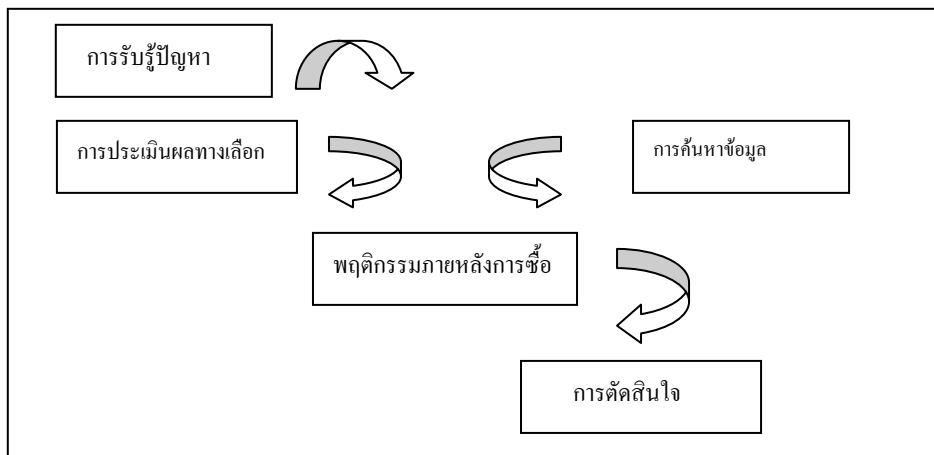 การรับรู้ปัญหา
การประเมินผลทางเลือก
การค้นหาข้อมูล
พฤติกรรมภายหลังการซื้อ
การตัดสินใจ